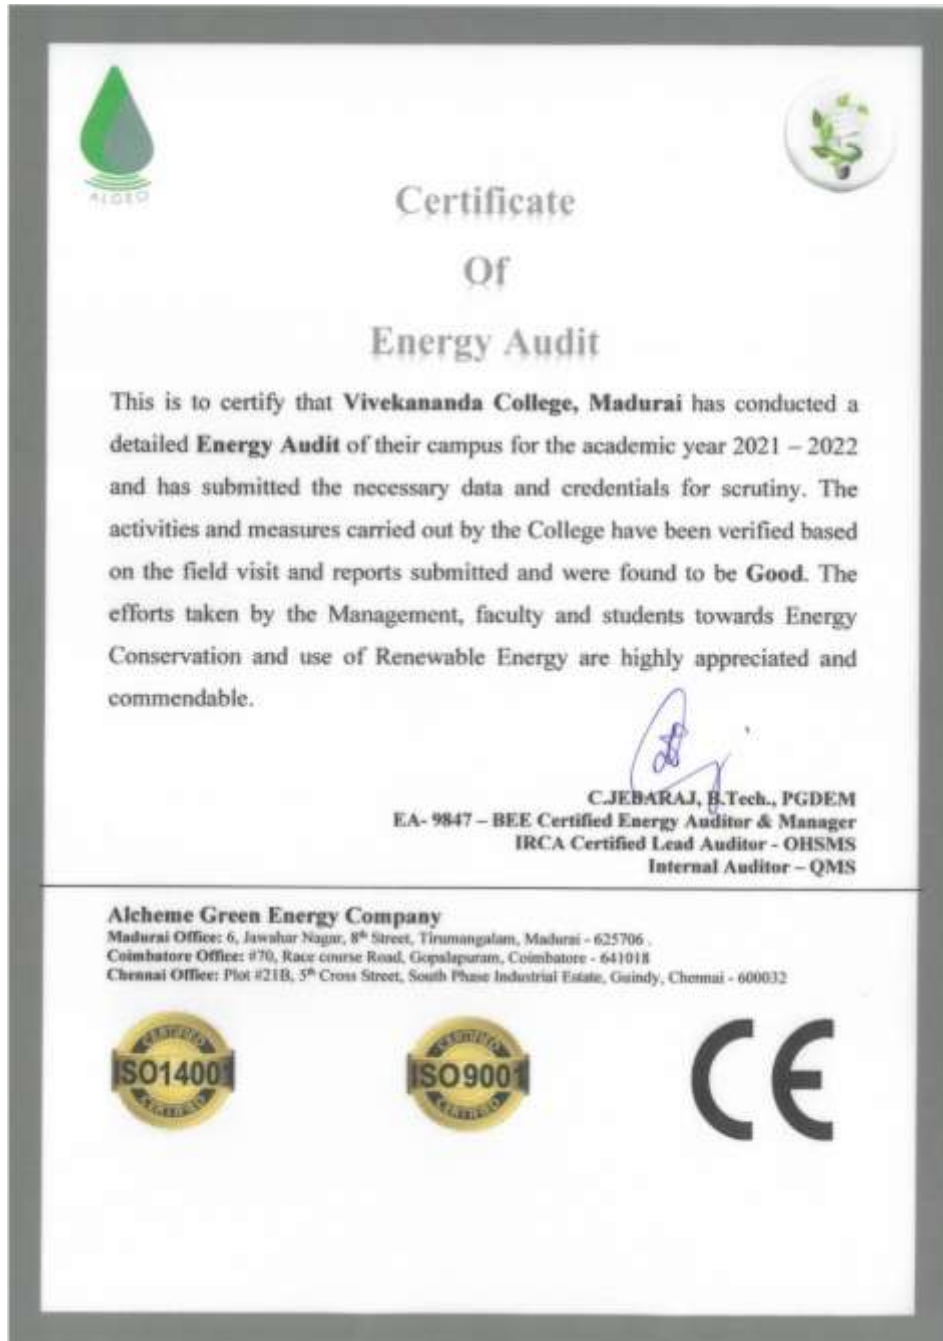 ALGEO
Certificate
Of
Energy Audit
This is to certify that Vivekananda College, Madurai has conducted a
detailed Energy Audit of their campus for the academic year 2021 – 2022
and has submitted the necessary data and credentials for scrutiny. The
activities and measures carried out by the College have been verified based
on the field visit and reports submitted and were found to be Good. The
efforts taken by the Management, faculty and students towards Energy
Conservation and use of Renewable Energy are highly appreciated and
commendable.
C.JEBARAJ, B.Tech., PGDEM
EA- 9847 – BEE Certified Energy Auditor & Manager
IRCA Certified Lead Auditor - OHSMS
Internal Auditor – QMS
Alcheme Green Energy Company
Madurai Office: 6, Jawahar Nagar, 8th Street, Tirumangalam, Madurai - 625706 .
Coimbatore Office: #70, Race course Road, Gopalapuram, Coimbatore - 641018
Chennai Office: Plot #21B, 5th Cross Street, South Phase Industrial Estate, Guindy, Chennai - 600032
CERTIFIED
ISO14001
CERTIFIED
CERTIFIED
ISO9001
CERTIFIED
CE